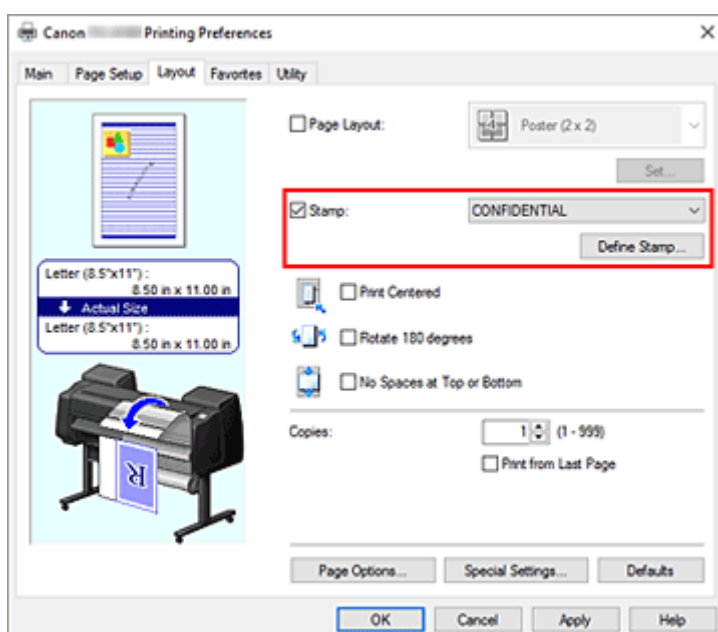 Canon Printing Preferences
Main Page Setup Layout Favorites Utility
Page Layout: Poster (2 x 2)
Set...
Stamp: CONFIDENTIAL
Define Stamp...
Letter (8.5"x11") :
8.50 in x 11.00 in
Actual Size
Letter (8.5"x11") :
8.50 in x 11.00 in
Print Centered
Rotate 180 degrees
No Spaces at Top or Bottom
Copies: 1 (1 - 999)
Print from Last Page
R
Page Options... Special Settings... Defaults
OK Cancel Apply Help